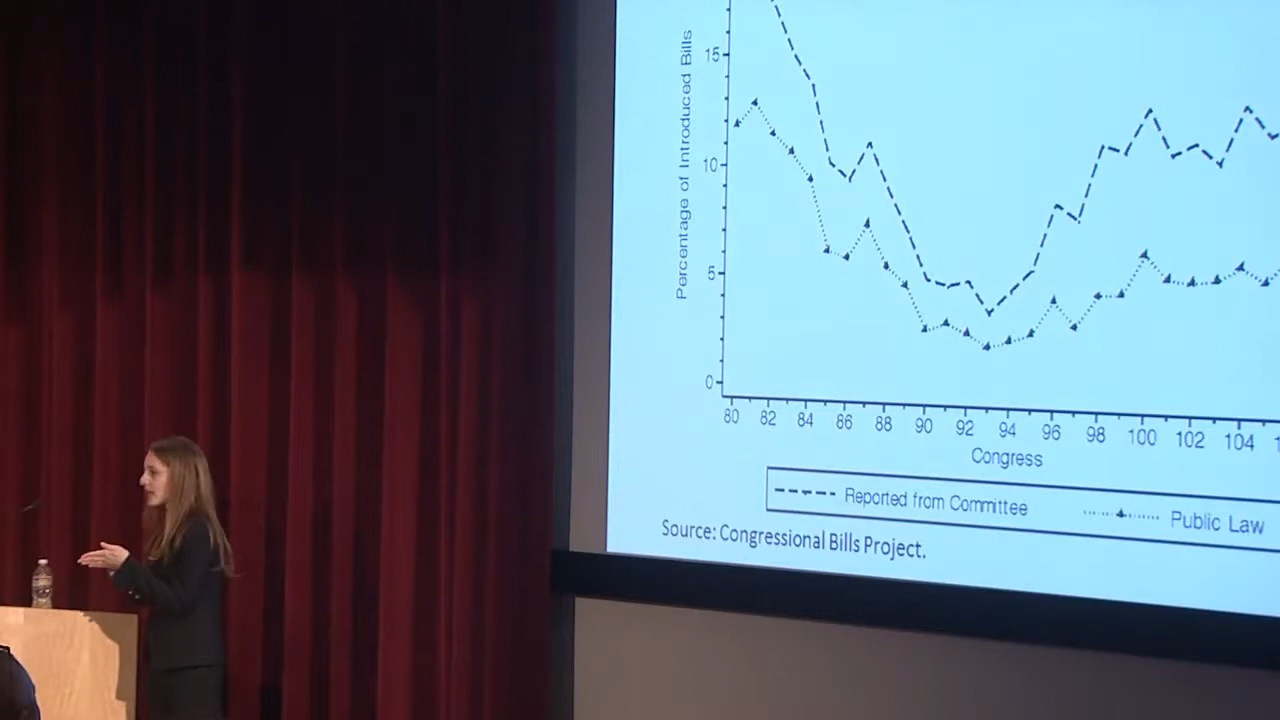 Percentage of Introduced Bills
15
10
5
0
80 82 84 86 88 90 92 94 96 98 100 102 104
Congress
Reported from Committee Public Law
Source: Congressional Bills Project.